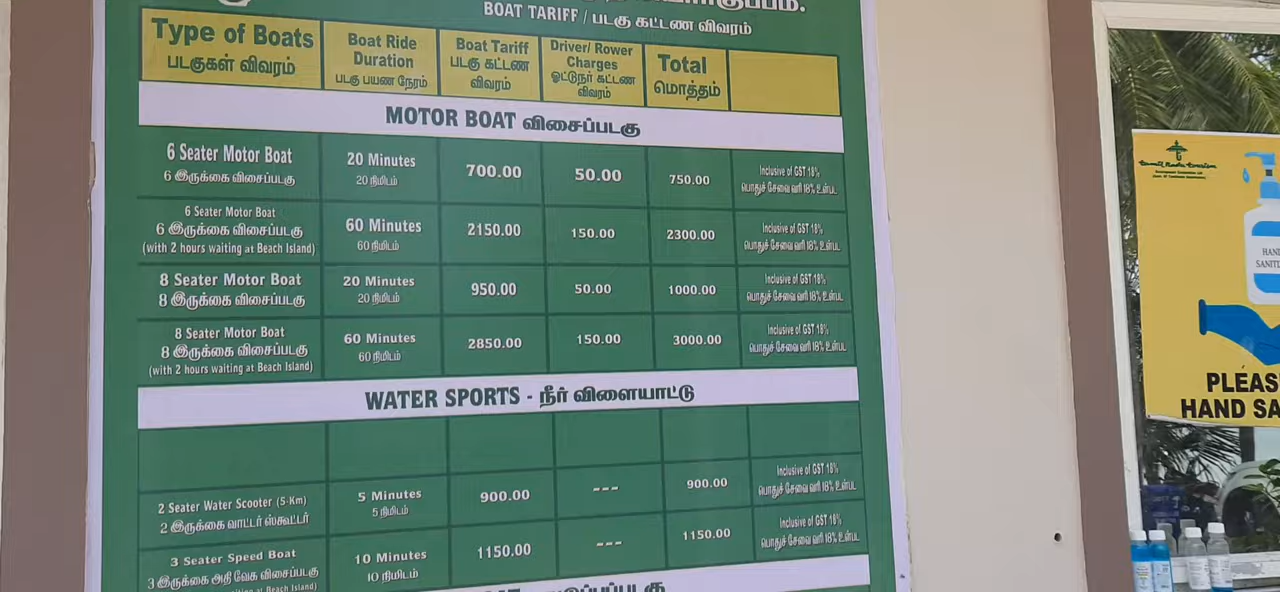 BOAT TARIFF / படகு கட்டண விவரம்
Type of Boats
படகுகள் விவரம்
Boat Ride
Duration
படகு பயண நேரம்
Boat Tariff
படகு கட்டண
விவரம்
Driver/ Rower
Charges
ஓட்டுநர் கட்டண
விவரம்
Total
மொத்தம்
MOTOR BOAT விசைப்படகு
6 Seater Motor Boat
6 இருக்கை விசைப்படகு
20 Minutes
20 நிமிடம்
700.00
50.00
750.00
Inclusive of GST 18%
பொதுச் சேவை வரி 18% உள்பட
6 Seater Motor Boat
6 இருக்கை விசைப்படகு
(with 2 hours waiting at Beach Island)
60 Minutes
60 நிமிடம்
2150.00
150.00
2300.00
Inclusive of GST 18%
பொதுச் சேவை வரி 18% உள்பட
8 Seater Motor Boat
8 இருக்கை விசைப்படகு
20 Minutes
20 நிமிடம்
950.00
50.00
1000.00
Inclusive of GST 18%
பொதுச் சேவை வரி 18% உள்பட
8 Seater Motor Boat
8 இருக்கை விசைப்படகு
(with 2 hours waiting at Beach Island)
60 Minutes
60 நிமிடம்
2850.00
150.00
3000.00
Inclusive of GST 18%
பொதுச் சேவை வரி 18% உள்பட
WATER SPORTS - நீர் விளையாட்டு
2 Seater Water Scooter (5-Km)
2 இருக்கை வாட்டர் ஸ்கூட்டர்
5 Minutes
5 நிமிடம்
900.00
---
900.00
Inclusive of GST 18%
பொதுச் சேவை வரி 18% உள்பட
3 Seater Speed Boat
3 இருக்கை அதி வேக விசைப்படகு
at Beach Island)
10 Minutes
10 நிமிடம்
1150.00
---
1150.00
Inclusive of GST 18%
பொதுச் சேவை வரி 18% உள்பட
tamil nadu tourism
HAND
PLEAS
HAND SA